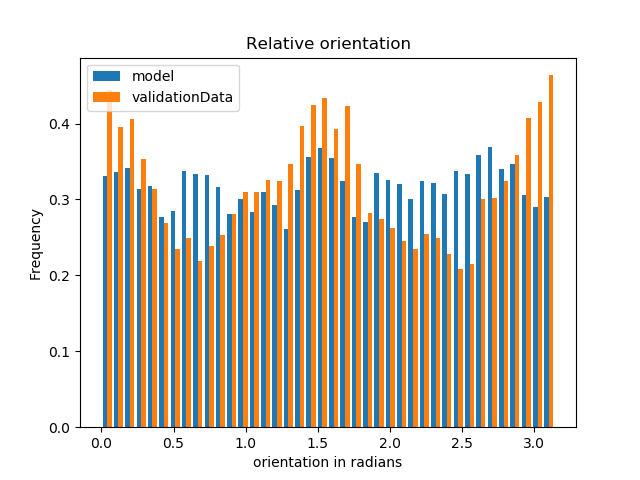 Relative orientation
model
validationData
Frequency
0.4
0.3
0.2
0.1
0.0
0.0 0.5 1.0 1.5 2.0 2.5 3.0
orientation in radians